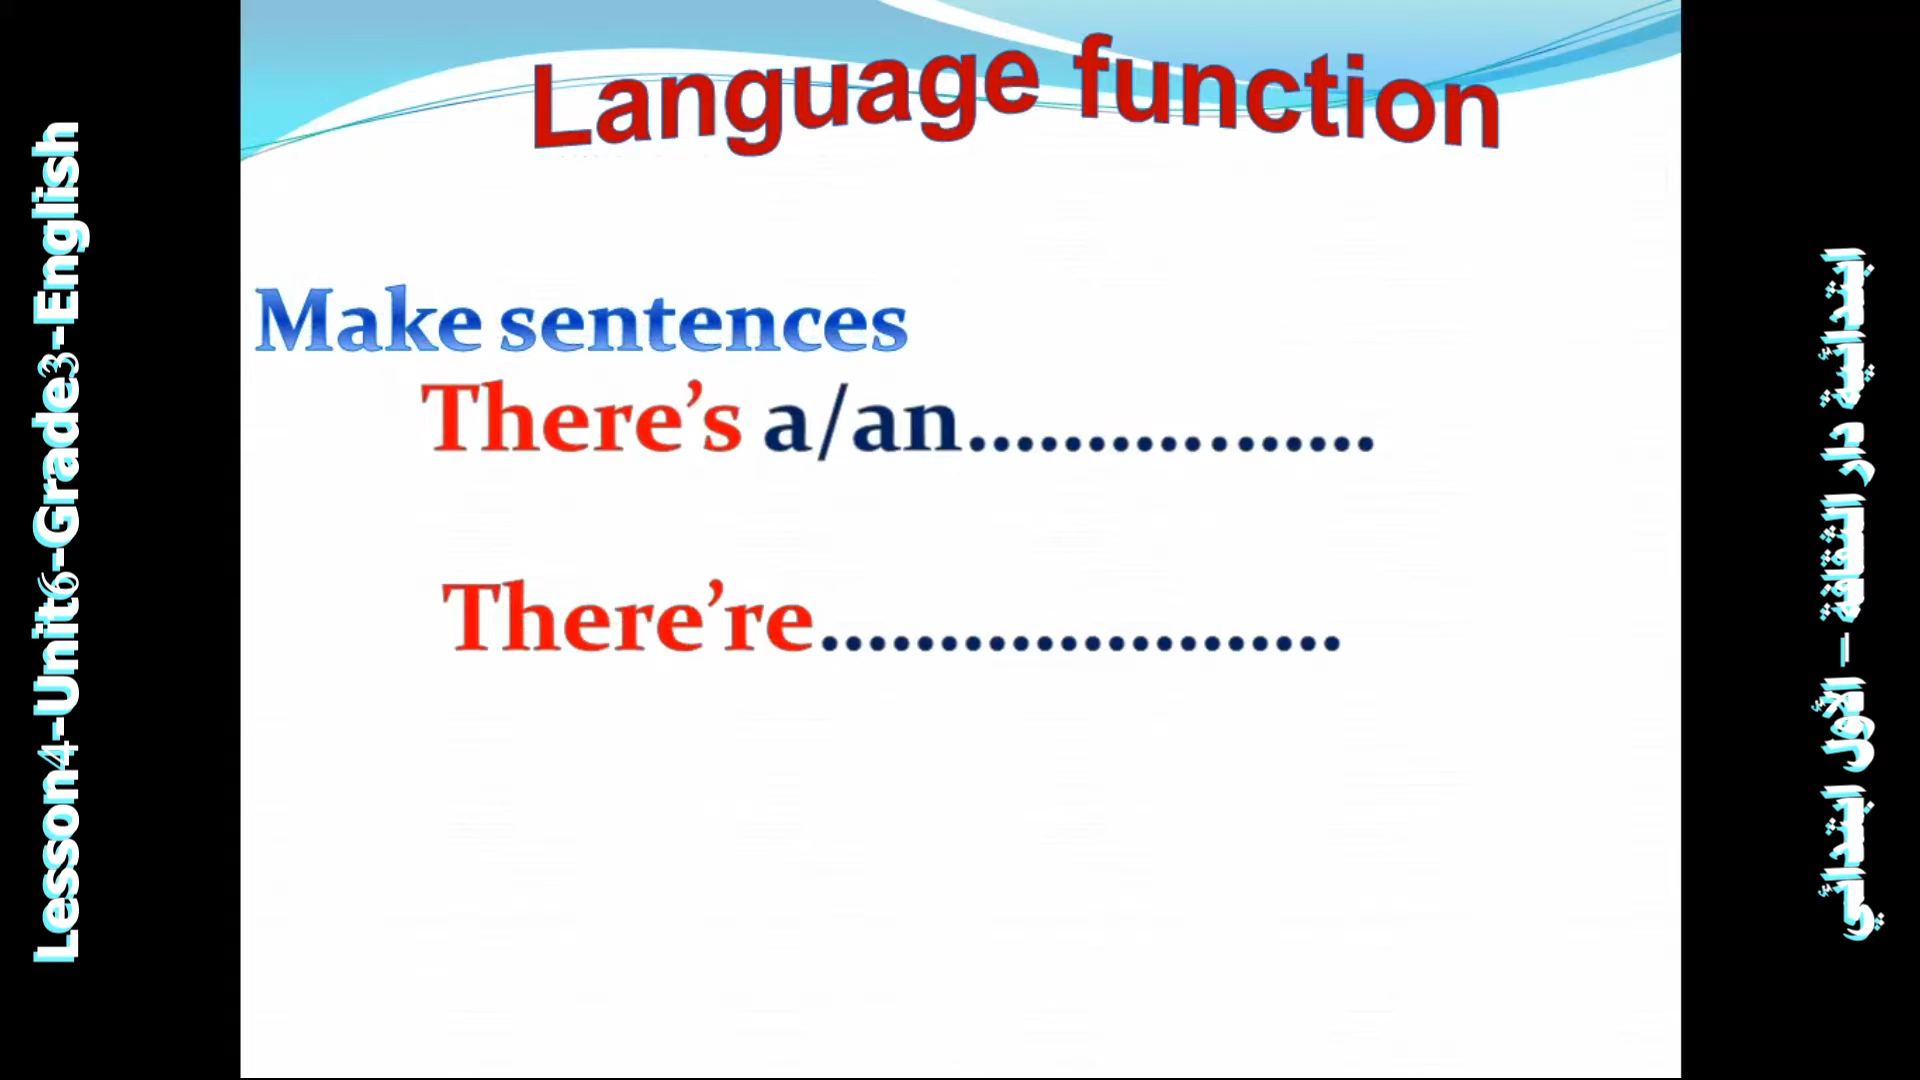 Language function
Make sentences
There’s a/an.................
There’re......................
Lesson4-Unit6-Grade3-English
ابتدائية دار الثقافة – الأول ابتدائي